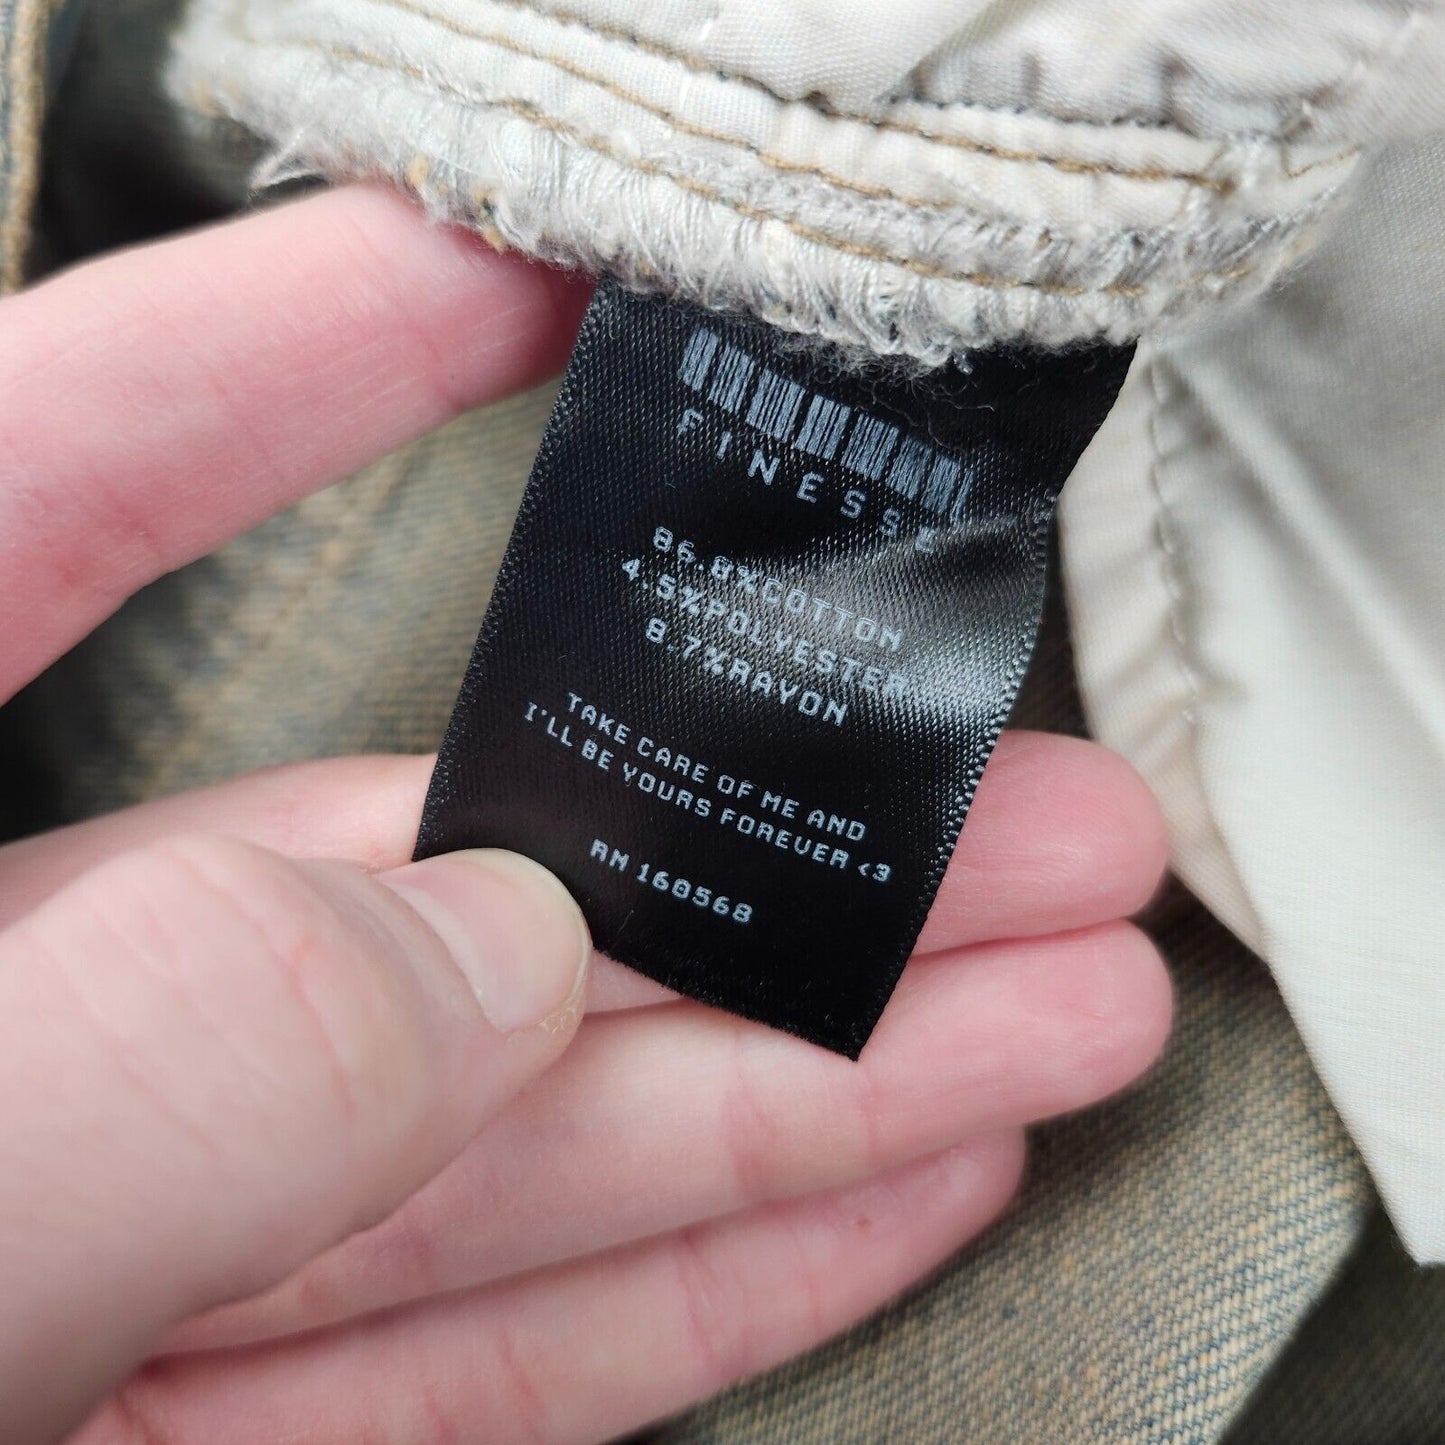 FINESSE
86.8%COTTON
4.5%POLYESTER
8.7%RAYON
TAKE CARE OF ME AND
I'LL BE YOURS FOREVER <3
RN 160568